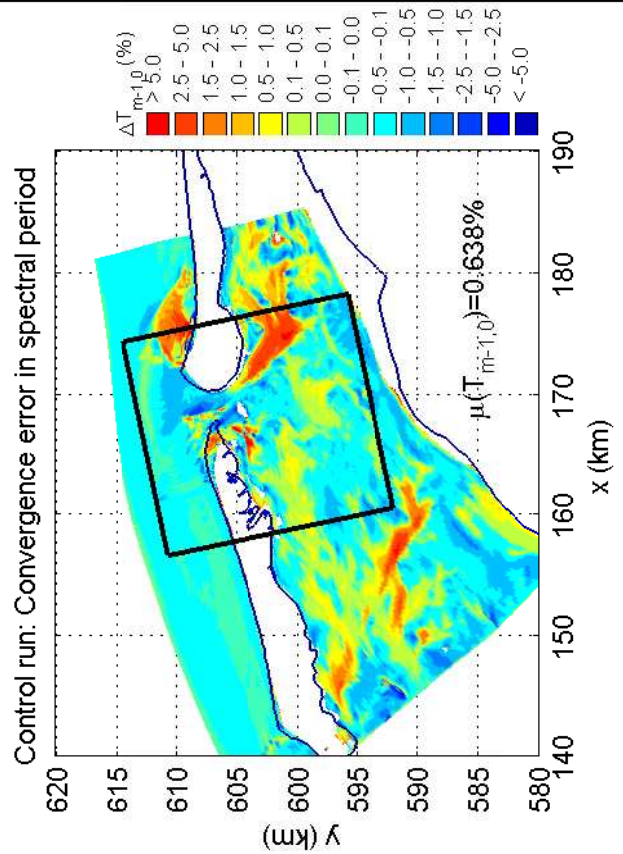 Control run: Convergence error in spectral period
ΔT_{m-1,0} (%)
> 5.0
2.5 - 5.0
1.5 - 2.5
1.0 - 1.5
0.5 - 1.0
0.1 - 0.5
0.0 - 0.1
-0.1 - 0.0
-0.5 - -0.1
-1.0 - -0.5
-1.5 - -1.0
-2.5 - -1.5
-5.0 - -2.5
< -5.0
620
615
610
605
600
595
590
585
580
y (km)
μ(T_{m-1,0})=0.638%
140 150 160 170 180 190
x (km)